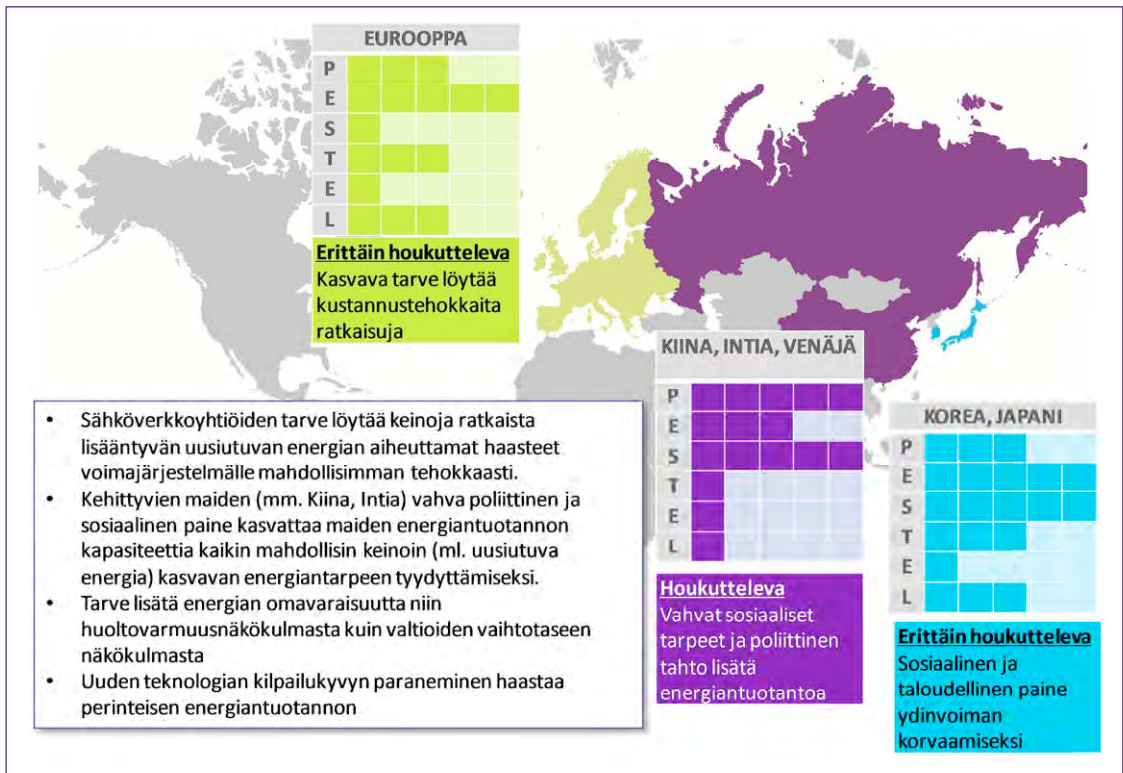 EUROOPPA
P
E
S
T
E
L
Erittäin houkutteleva
Kasvava tarve löytää
kustannustehokkaita
ratkaisuja
KIINA, INTIA, VENÄJÄ
P
E
S
T
E
L
Houkutteleva
Vahvat sosiaaliset
tarpeet ja poliittinen
tahto lisätä
energiantuotantoa
KOREA, JAPANI
P
E
S
T
E
L
Erittäin houkutteleva
Sosiaalinen ja
taloudellinen paine
ydinvoiman
korvaamiseksi
• Sähköverkkoyhtiöiden tarve löytää keinoja ratkaista
lisääntyvän uusiutuvan energian aiheuttamat haasteet
voimajärjestelmälle mahdollisimman tehokkaasti.
• Kehittyvien maiden (mm. Kiina, Intia) vahva poliittinen ja
sosiaalinen paine kasvattaa maiden energiantuotannon
kapasiteettia kaikin mahdollisin keinoin (ml. uusiutuva
energia) kasvavan energiantarpeen tyydyttämiseksi.
• Tarve lisätä energian omavaraisuutta niin
huoltovarmuusnäkökulmasta kuin valtioiden vaihtotaseen
näkökulmasta
• Uuden teknologian kilpailukyvyn paraneminen haastaa
perinteisen energiantuotannon